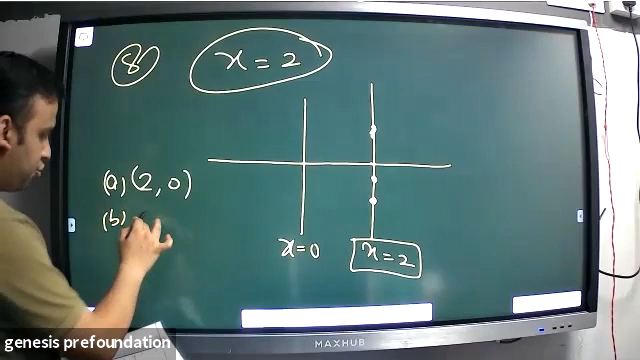 8
x = 2
(a) (2, 0)
(b)
x = 0
x = 2
genesis prefoundation
MAXHUB